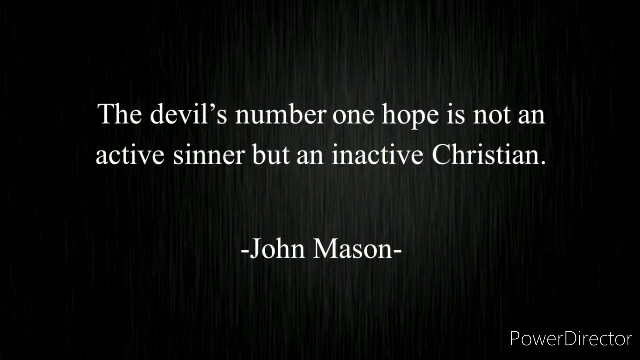 The devil’s number one hope is not an
active sinner but an inactive Christian.
-John Mason-
PowerDirector